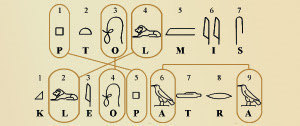 1 2 3 4 5 6 7
P T O L M I S
1 2 3 4 5 6 7 8 9
K L E O P A T R A